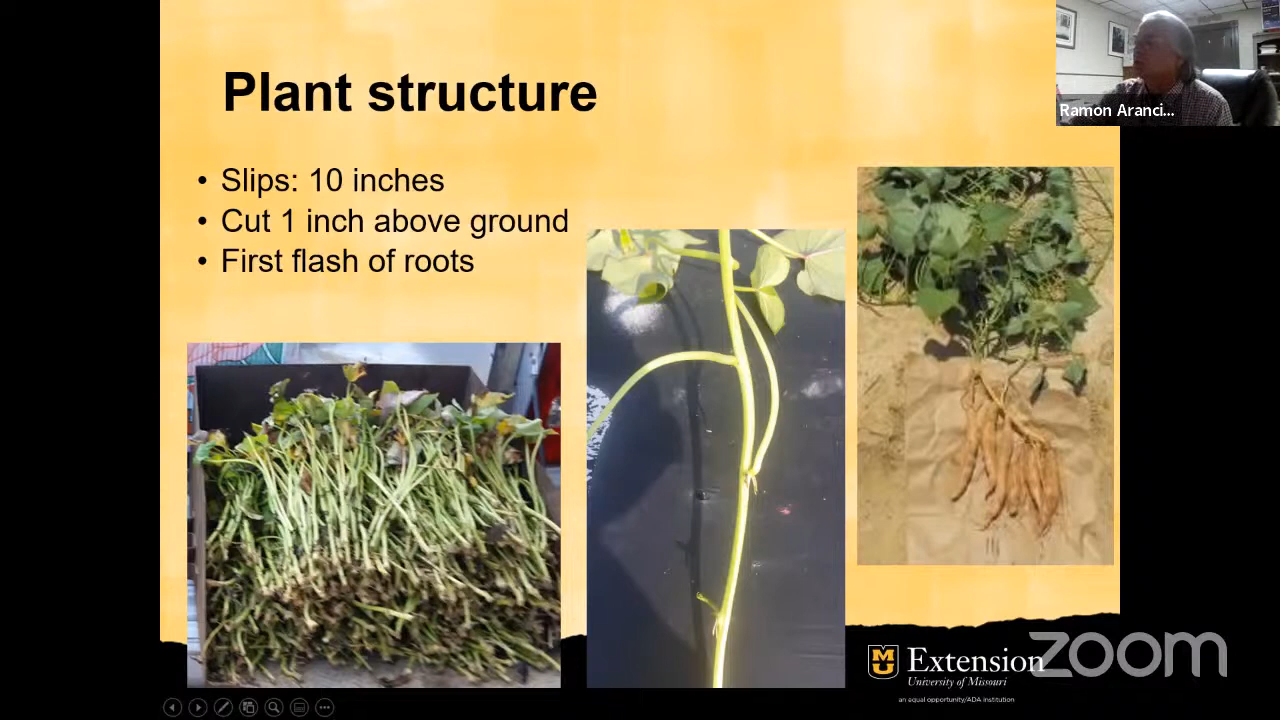 Plant structure
• Slips: 10 inches
• Cut 1 inch above ground
• First flash of roots
Ramon Aranci...
MU
Extension
University of Missouri
an equal opportunity/ADA institution
zoom